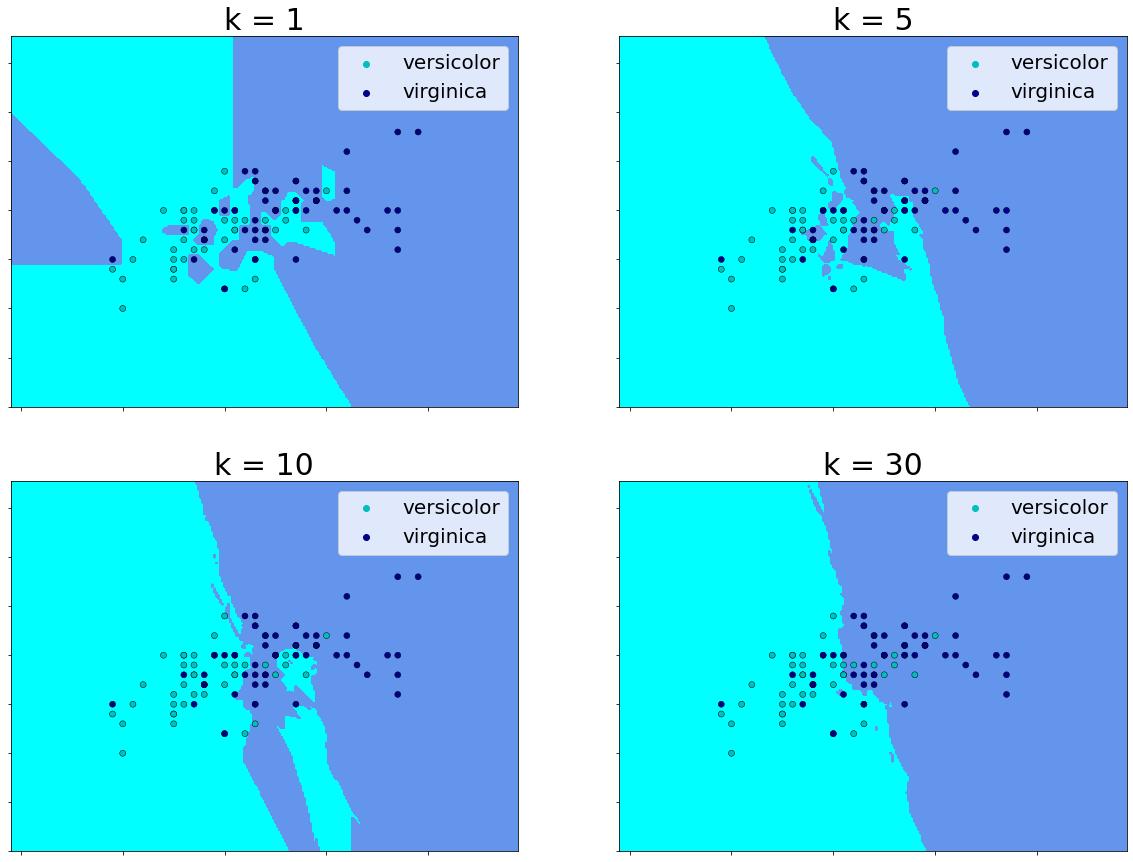 k = 1
versicolor
virginica
k = 5
versicolor
virginica
k = 10
versicolor
virginica
k = 30
versicolor
virginica